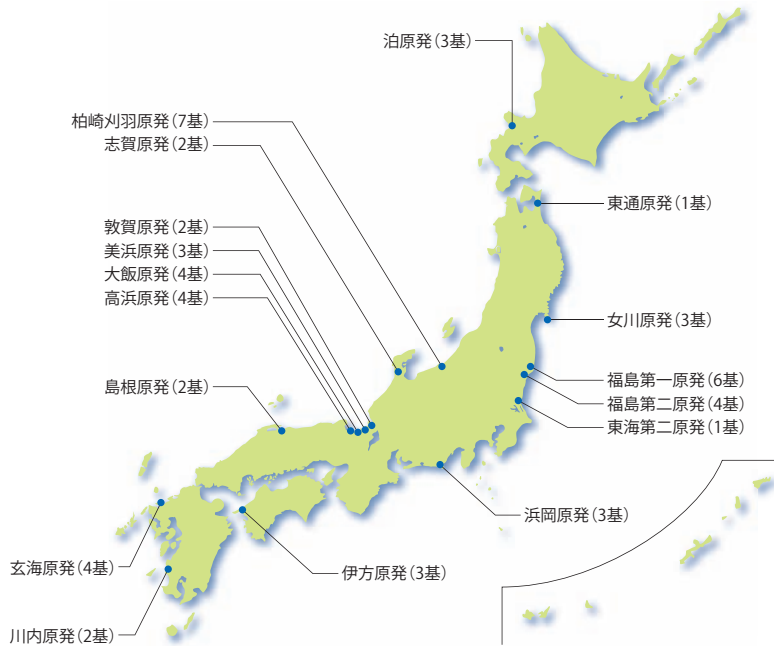 泊原発(3基)
柏崎刈羽原発(7基)
志賀原発(2基)
東通原発(1基)
敦賀原発(2基)
美浜原発(3基)
大飯原発(4基)
高浜原発(4基)
女川原発(3基)
島根原発(2基)
福島第一原発(6基)
福島第二原発(4基)
東海第二原発(1基)
浜岡原発(3基)
玄海原発(4基)
伊方原発(3基)
川内原発(2基)